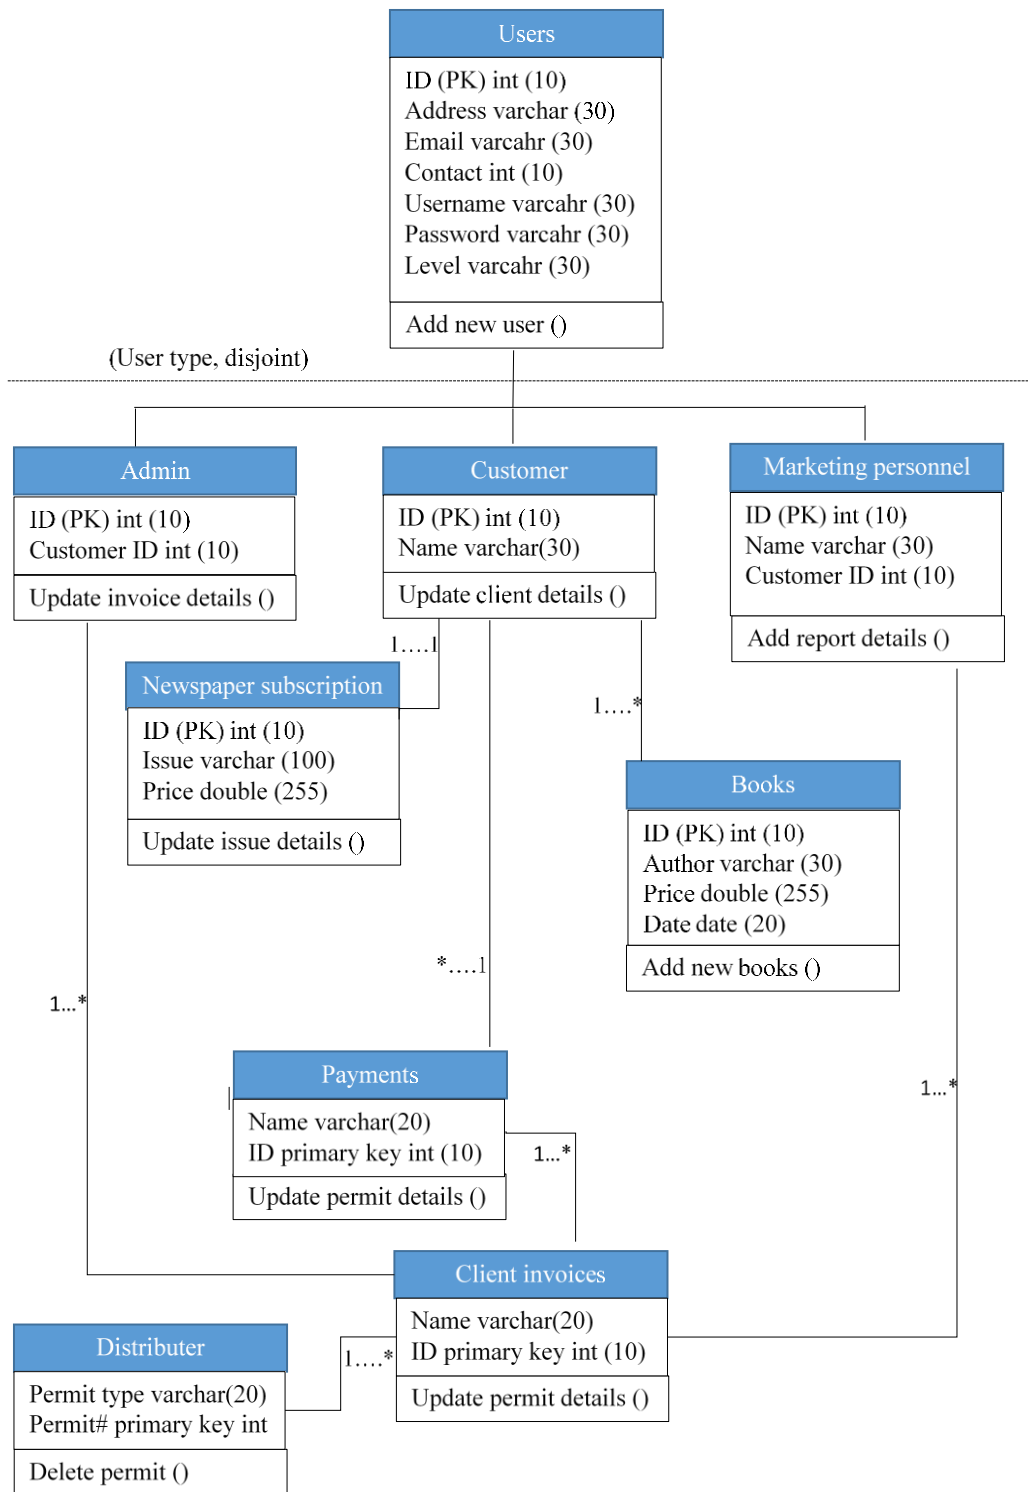 Users
ID (PK) int (10)
Address varchar (30)
Email varcahr (30)
Contact int (10)
Username varcahr (30)
Password varcahr (30)
Level varcahr (30)
Add new user ()
(User type, disjoint)
Admin
ID (PK) int (10)
Customer ID int (10)
Update invoice details ()
Customer
ID (PK) int (10)
Name varchar(30)
Update client details ()
Marketing personnel
ID (PK) int (10)
Name varchar (30)
Customer ID int (10)
Add report details ()
1....1
Newspaper subscription
ID (PK) int (10)
Issue varchar (100)
Price double (255)
Update issue details ()
1....*
Books
ID (PK) int (10)
Author varchar (30)
Price double (255)
Date date (20)
Add new books ()
*....1
1...*
1...*
Payments
Name varchar(20)
ID primary key int (10)
Update permit details ()
1...*
Client invoices
Name varchar(20)
ID primary key int (10)
Update permit details ()
1....*
Distributer
Permit type varchar(20)
Permit# primary key int
Delete permit ()